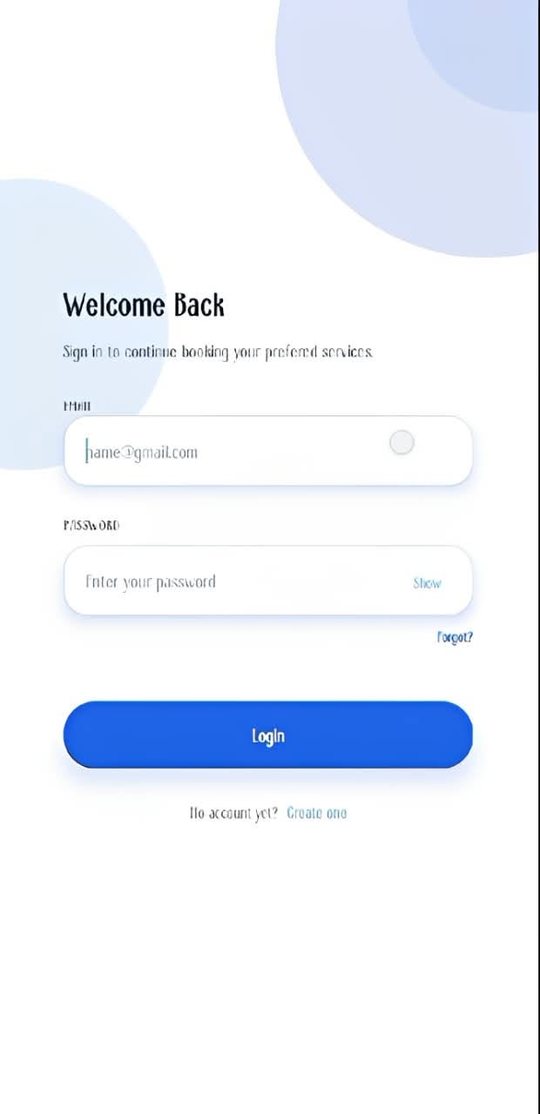 Welcome Back
Sign in to continue booking your prefered services.
EMAIL
name@gmail.com
PASSWORD
Enter your password
Show
Forgot?
Login
No account yet? Create one